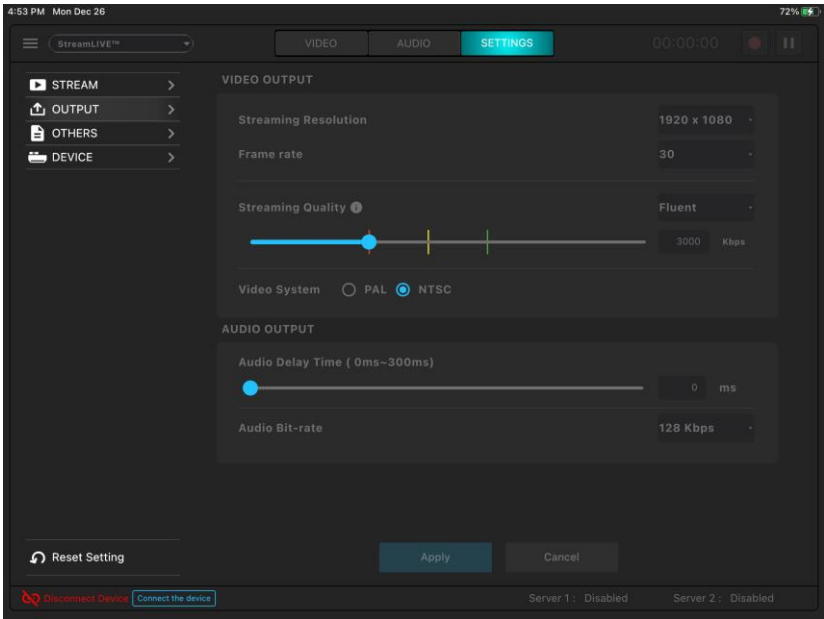 4:53 PM Mon Dec 26
72%
StreamLIVE™
VIDEO
AUDIO
SETTINGS
00:00:00
STREAM
OUTPUT
OTHERS
DEVICE
VIDEO OUTPUT
Streaming Resolution
1920 x 1080
Frame rate
30
Streaming Quality
Fluent
3000 Kbps
Video System
PAL
NTSC
AUDIO OUTPUT
Audio Delay Time ( 0ms~300ms)
0 ms
Audio Bit-rate
128 Kbps
Reset Setting
Apply
Cancel
Disconnect Device
Connect the device
Server 1 : Disabled
Server 2 : Disabled